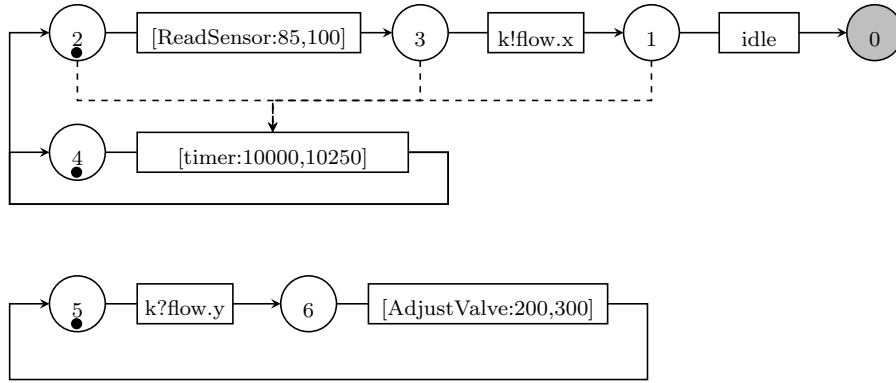 2 [ReadSensor:85,100] 3 k!flow.x 1 idle 0
4 [timer:10000,10250]
5 k?flow.y 6 [AdjustValve:200,300]